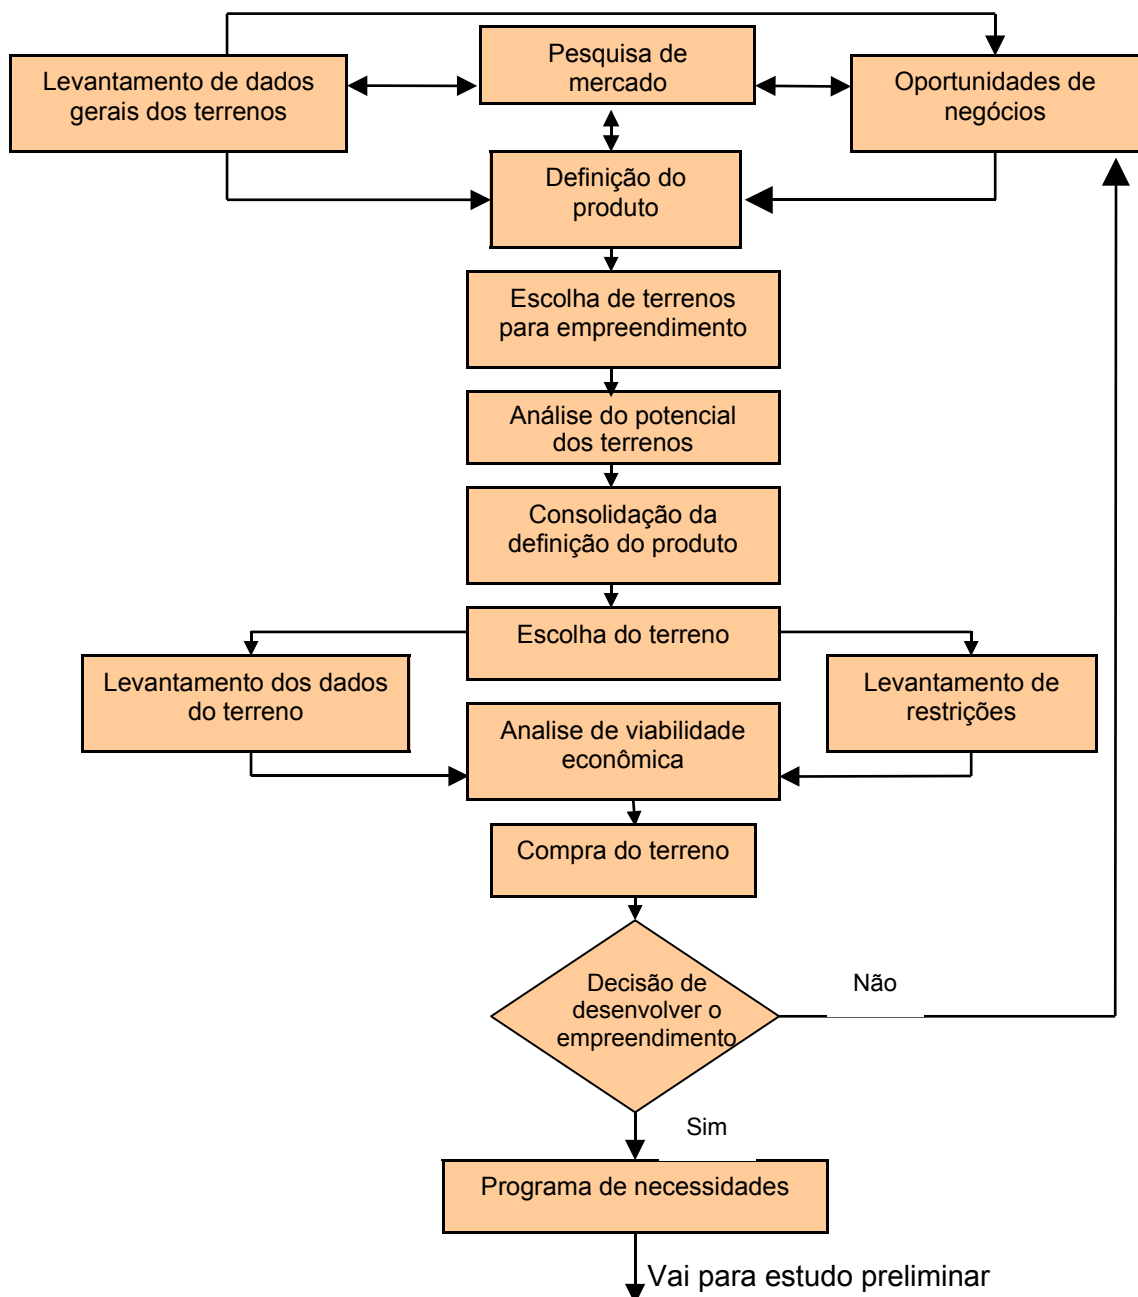 Pesquisa de
mercado
Levantamento de dados
gerais dos terrenos
Oportunidades de
negócios
Definição do
produto
Escolha de terrenos
para empreendimento
Análise do potencial
dos terrenos
Consolidação da
definição do produto
Escolha do terreno
Levantamento dos dados
do terreno
Levantamento de
restrições
Analise de viabilidade
econômica
Compra do terreno
Decisão de
desenvolver o
empreendimento
Não
Sim
Programa de necessidades
Vai para estudo preliminar